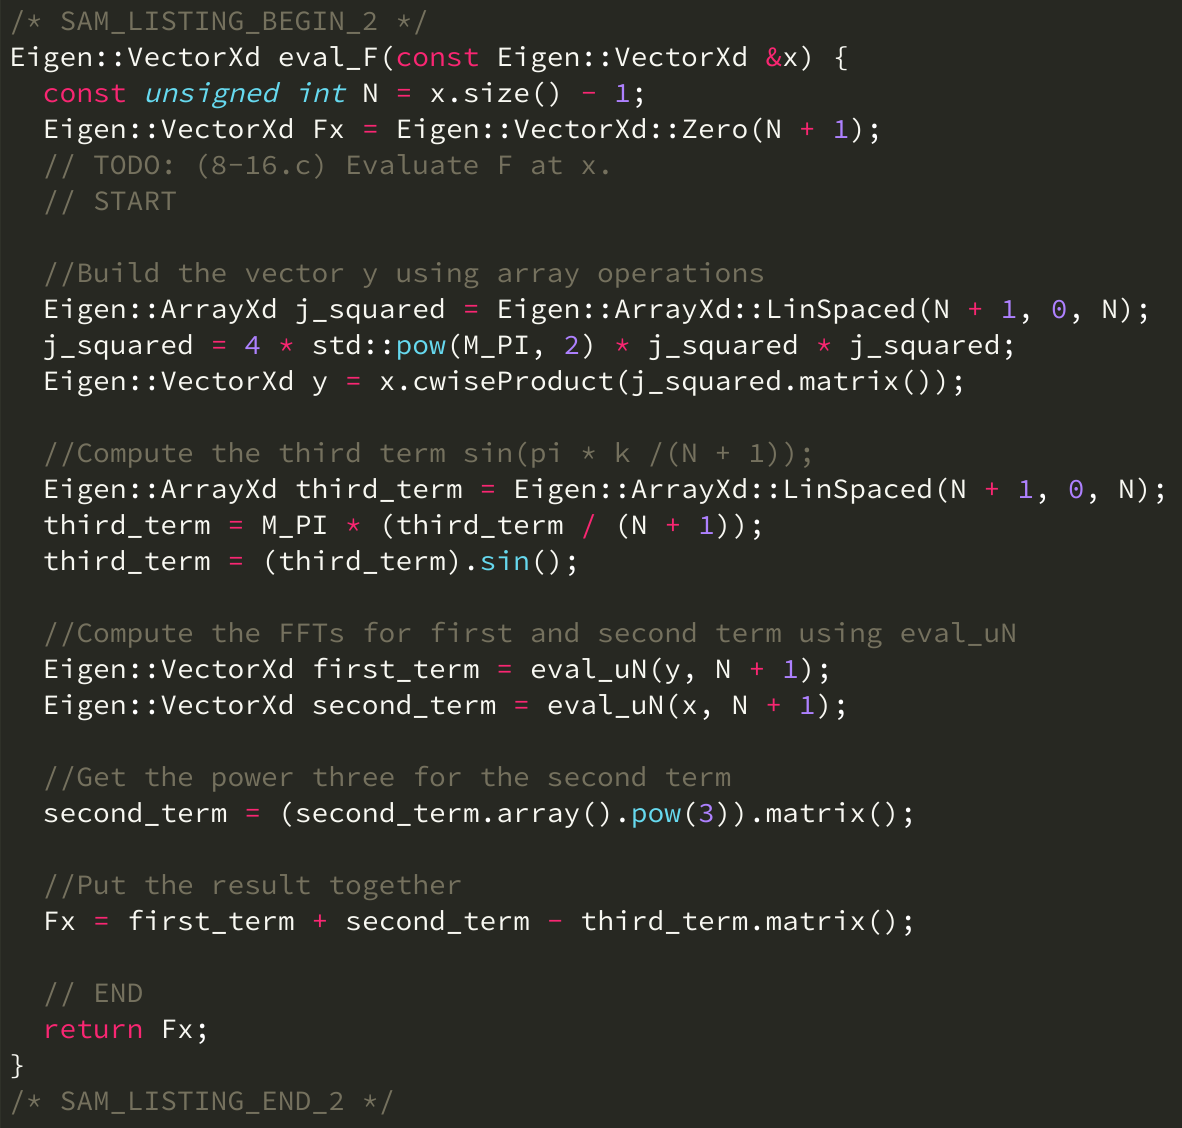 /* SAM_LISTING_BEGIN_2 */
Eigen::VectorXd eval_F(const Eigen::VectorXd &x) {
  const unsigned int N = x.size() - 1;
  Eigen::VectorXd Fx = Eigen::VectorXd::Zero(N + 1);
  // TODO: (8-16.c) Evaluate F at x.
  // START

  //Build the vector y using array operations
  Eigen::ArrayXd j_squared = Eigen::ArrayXd::LinSpaced(N + 1, 0, N);
  j_squared = 4 * std::pow(M_PI, 2) * j_squared * j_squared;
  Eigen::VectorXd y = x.cwiseProduct(j_squared.matrix());

  //Compute the third term sin(pi * k /(N + 1));
  Eigen::ArrayXd third_term = Eigen::ArrayXd::LinSpaced(N + 1, 0, N);
  third_term = M_PI * (third_term / (N + 1));
  third_term = (third_term).sin();

  //Compute the FFTs for first and second term using eval_uN
  Eigen::VectorXd first_term = eval_uN(y, N + 1);
  Eigen::VectorXd second_term = eval_uN(x, N + 1);

  //Get the power three for the second term
  second_term = (second_term.array().pow(3)).matrix();

  //Put the result together
  Fx = first_term + second_term - third_term.matrix();

  // END
  return Fx;
}
/* SAM_LISTING_END_2 */